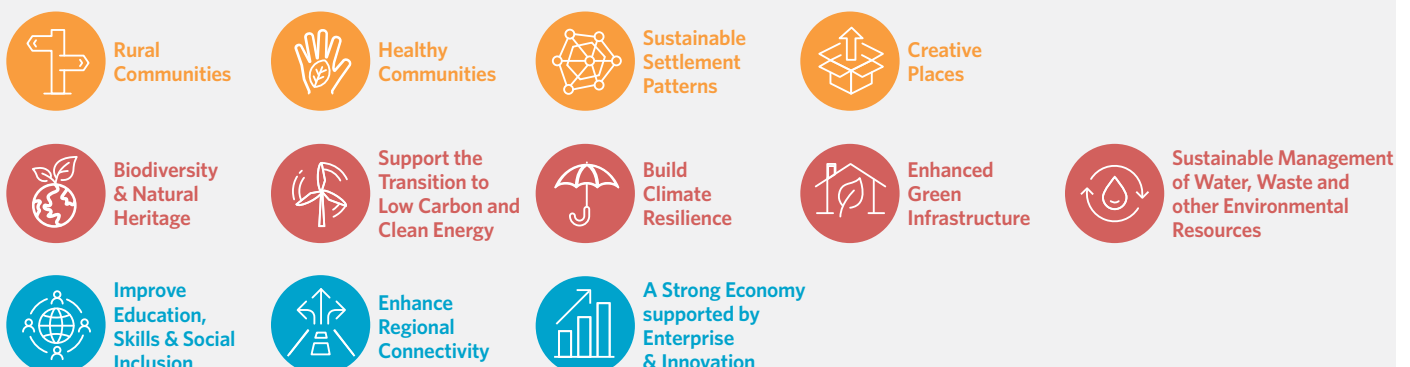 Rural
Communities
Healthy
Communities
Sustainable
Settlement
Patterns
Creative
Places
Biodiversity
& Natural
Heritage
Support the
Transition to
Low Carbon and
Clean Energy
Build
Climate
Resilience
Enhanced
Green
Infrastructure
Sustainable Management
of Water, Waste and
other Environmental
Resources
Improve
Education,
Skills & Social
Inclusion
Enhance
Regional
Connectivity
A Strong Economy
supported by
Enterprise
& Innovation